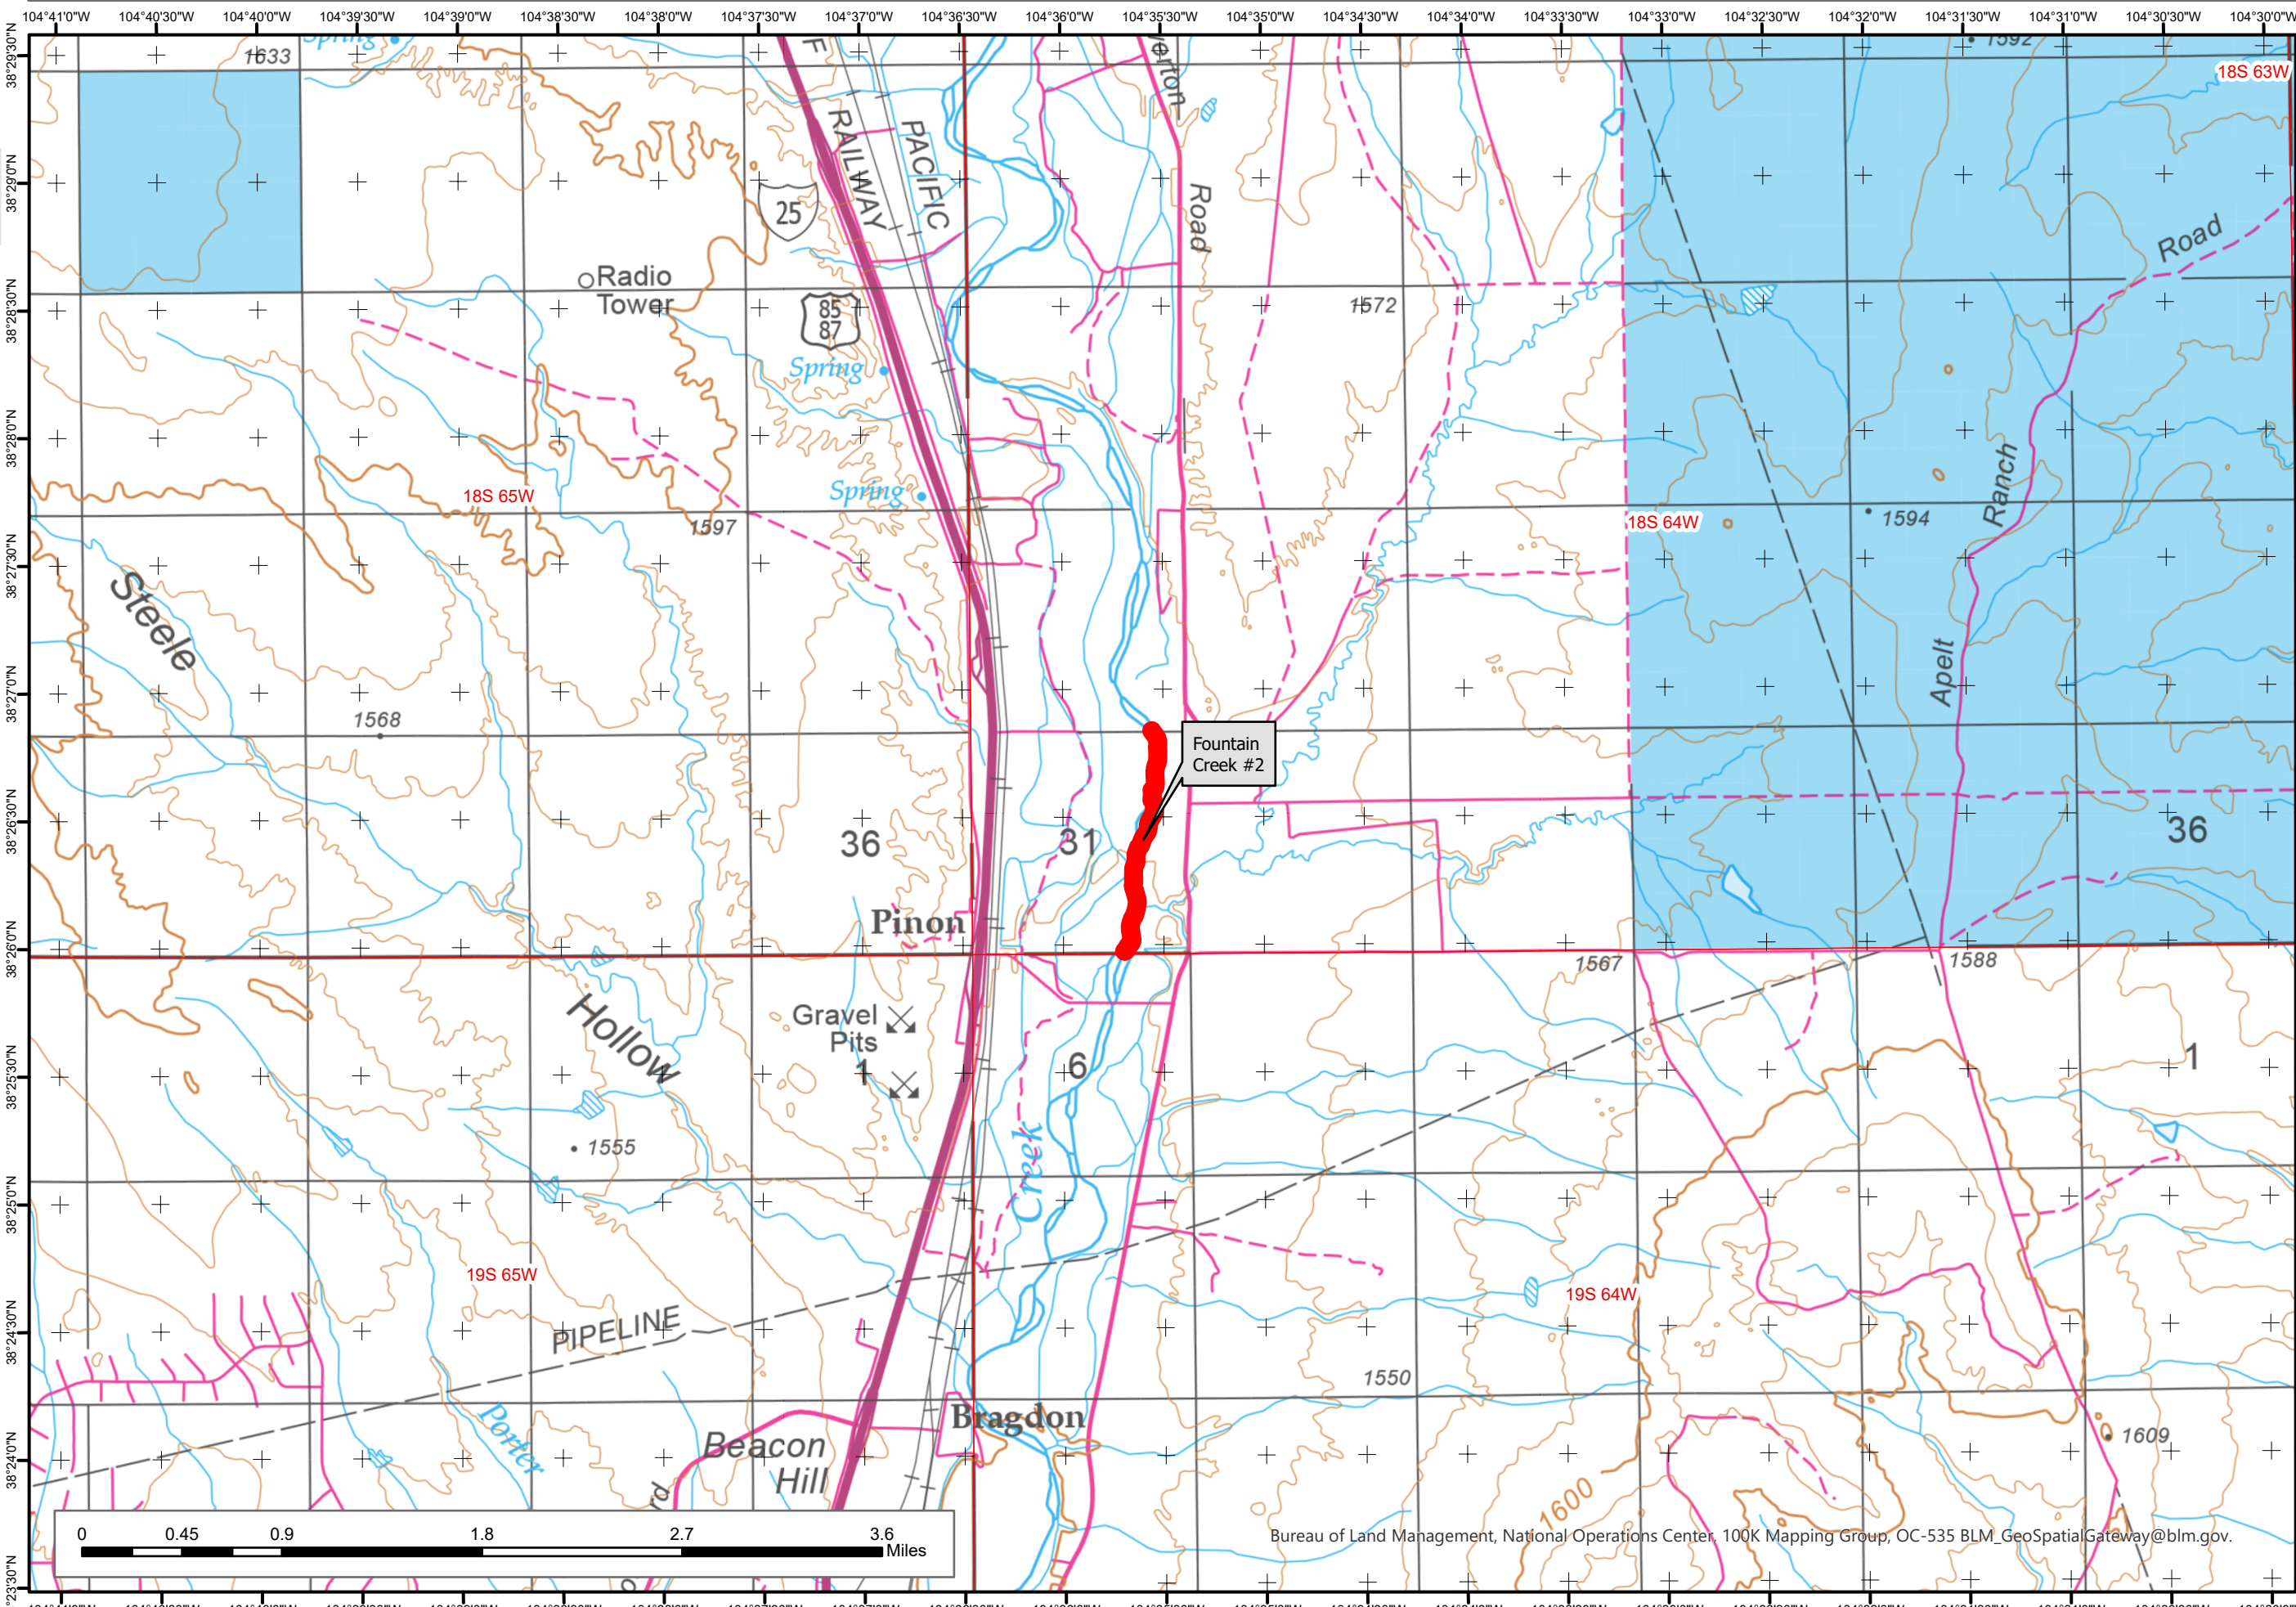 104°41'0"W 104°40'30"W 104°40'0"W 104°39'30"W 104°39'0"W 104°38'30"W 104°38'0"W 104°37'30"W 104°37'0"W 104°36'30"W 104°36'0"W 104°35'30"W 104°35'0"W 104°34'30"W 104°34'0"W 104°33'30"W 104°33'0"W 104°32'30"W 104°32'0"W 104°31'30"W 104°31'0"W 104°30'30"W 104°30'0"W
38°29'30"N
Spring
1633
F
verton
1592
18S 63W
RAILWAY
PACIFIC
38°29'0"N
25
Road
Road
Radio
Tower
38°28'30"N
85
87
1572
Spring
38°28'0"N
18S 65W
Spring
1597
18S 64W
1594
Ranch
38°27'30"N
Steele
Apelt
38°27'0"N
1568
Fountain
Creek #2
38°26'30"N
36
31
36
Pinon
38°26'0"N
1567
1588
Hollow
Gravel
Pits
1
6
1
38°25'30"N
1555
Creek
38°25'0"N
19S 65W
19S 64W
PIPELINE
38°24'30"N
1550
Bragdon
Porter
Beacon
Hill
1609
38°24'0"N
rd
1600
0 0.45 0.9 1.8 2.7 3.6
Miles
Bureau of Land Management, National Operations Center, 100K Mapping Group, OC-535 BLM_GeoSpatialGateway@blm.gov.